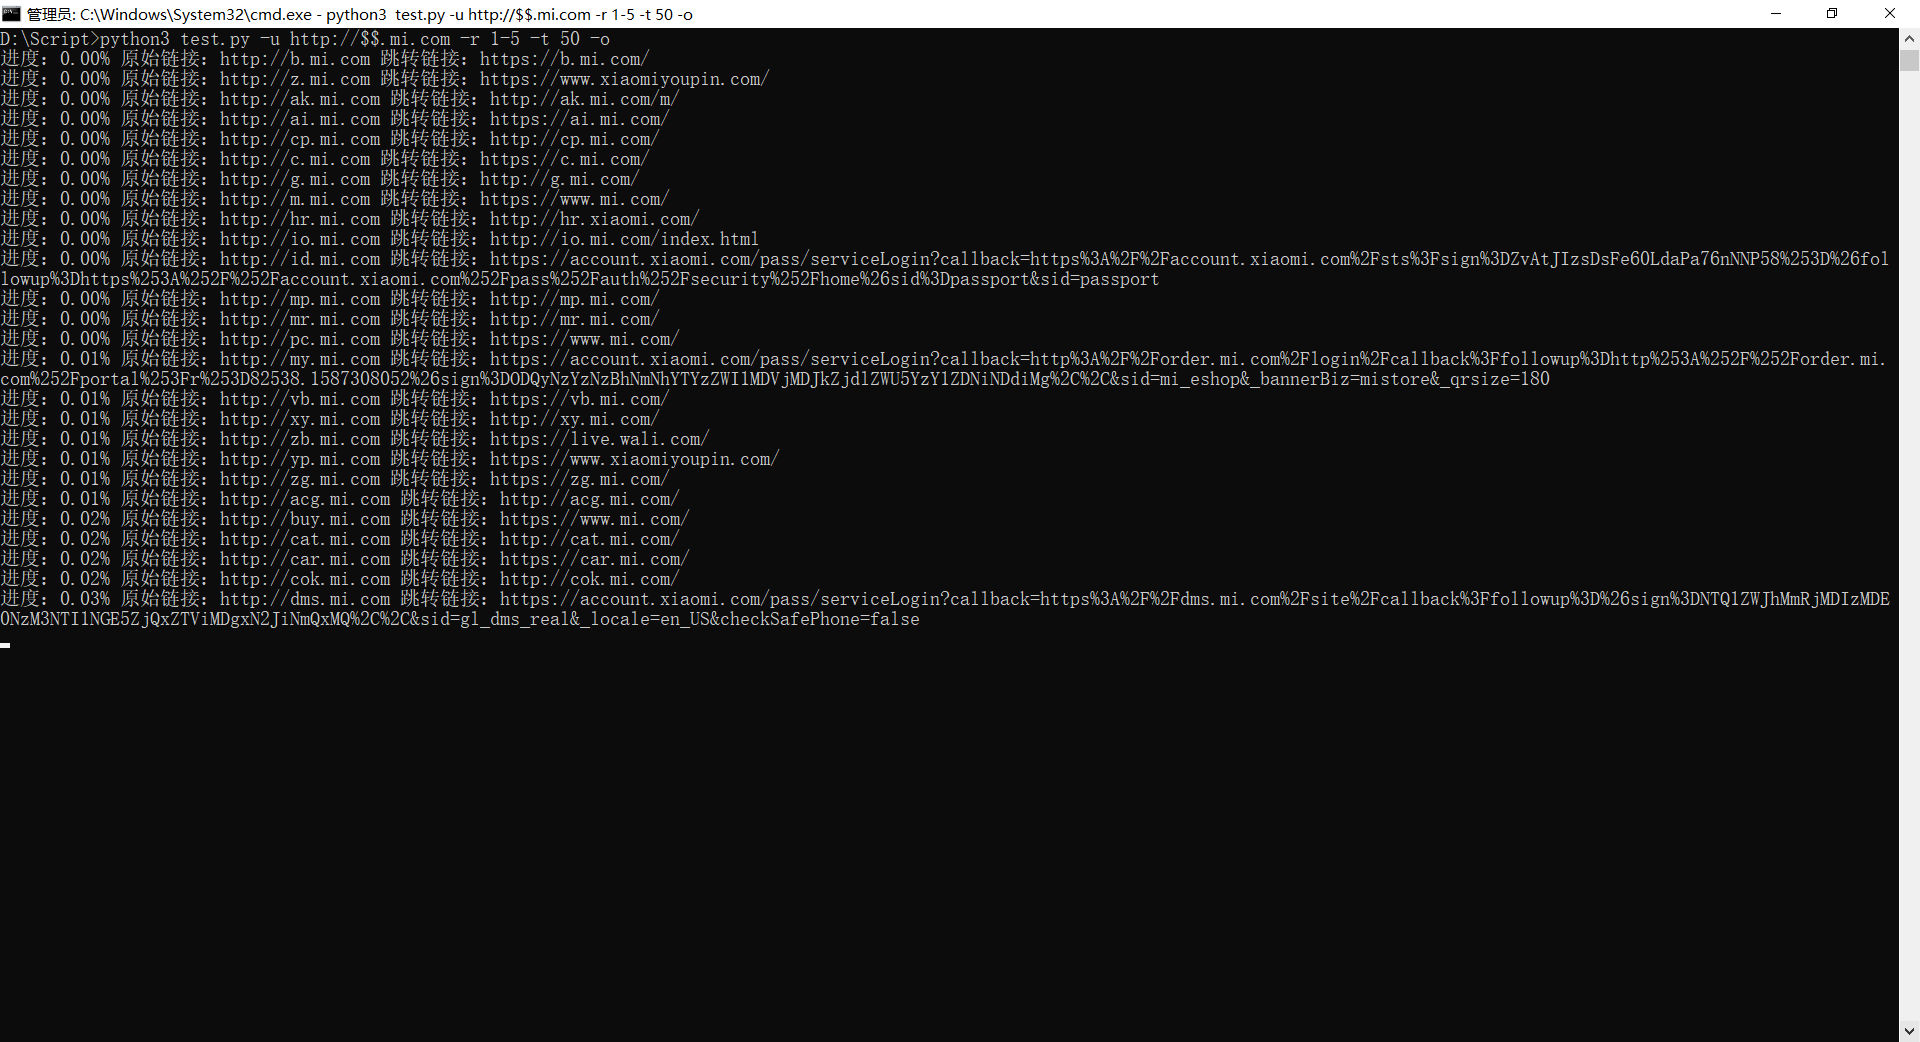 管理员: C:\Windows\System32\cmd.exe - python3  test.py -u http://$$.mi.com -r 1-5 -t 50 -o
D:\Script>python3 test.py -u http://$$.mi.com -r 1-5 -t 50 -o
进度：0.00% 原始链接：http://b.mi.com 跳转链接：https://b.mi.com/
进度：0.00% 原始链接：http://z.mi.com 跳转链接：https://www.xiaomiyoupin.com/
进度：0.00% 原始链接：http://ak.mi.com 跳转链接：http://ak.mi.com/m/
进度：0.00% 原始链接：http://ai.mi.com 跳转链接：https://ai.mi.com/
进度：0.00% 原始链接：http://cp.mi.com 跳转链接：http://cp.mi.com/
进度：0.00% 原始链接：http://c.mi.com 跳转链接：https://c.mi.com/
进度：0.00% 原始链接：http://g.mi.com 跳转链接：http://g.mi.com/
进度：0.00% 原始链接：http://m.mi.com 跳转链接：https://www.mi.com/
进度：0.00% 原始链接：http://hr.mi.com 跳转链接：http://hr.xiaomi.com/
进度：0.00% 原始链接：http://io.mi.com 跳转链接：http://io.mi.com/index.html
进度：0.00% 原始链接：http://id.mi.com 跳转链接：https://account.xiaomi.com/pass/serviceLogin?callback=https%3A%2F%2Faccount.xiaomi.com%2Fsts%3Fsign%3DZvAtJIzsDsFe60LdaPa76nNNP58%253D%26fol
lowup%3Dhttps%253A%252F%252Faccount.xiaomi.com%252Fpass%252Fauth%252Fsecurity%252Fhome%26sid%3Dpassport&sid=passport
进度：0.00% 原始链接：http://mp.mi.com 跳转链接：http://mp.mi.com/
进度：0.00% 原始链接：http://mr.mi.com 跳转链接：http://mr.mi.com/
进度：0.00% 原始链接：http://pc.mi.com 跳转链接：https://www.mi.com/
进度：0.01% 原始链接：http://my.mi.com 跳转链接：https://account.xiaomi.com/pass/serviceLogin?callback=http%3A%2F%2Forder.mi.com%2Flogin%2Fcallback%3Ffollowup%3Dhttp%253A%252F%252Forder.mi.
com%252Fportal%253Fr%253D82538.1587308052%26sign%3DODQyNzYzNzBhNmNhYTYzZWI1MDVjMDJkZjdlZWU5YzY1ZDNiNDdiMg%2C%2C&sid=mi_eshop&_bannerBiz=mistore&_qrsize=180
进度：0.01% 原始链接：http://vb.mi.com 跳转链接：https://vb.mi.com/
进度：0.01% 原始链接：http://xy.mi.com 跳转链接：http://xy.mi.com/
进度：0.01% 原始链接：http://zb.mi.com 跳转链接：https://live.wali.com/
进度：0.01% 原始链接：http://yp.mi.com 跳转链接：https://www.xiaomiyoupin.com/
进度：0.01% 原始链接：http://zg.mi.com 跳转链接：https://zg.mi.com/
进度：0.01% 原始链接：http://acg.mi.com 跳转链接：http://acg.mi.com/
进度：0.02% 原始链接：http://buy.mi.com 跳转链接：https://www.mi.com/
进度：0.02% 原始链接：http://cat.mi.com 跳转链接：http://cat.mi.com/
进度：0.02% 原始链接：http://car.mi.com 跳转链接：https://car.mi.com/
进度：0.02% 原始链接：http://cok.mi.com 跳转链接：http://cok.mi.com/
进度：0.03% 原始链接：http://dms.mi.com 跳转链接：https://account.xiaomi.com/pass/serviceLogin?callback=https%3A%2F%2Fdms.mi.com%2Fsite%2Fcallback%3Ffollowup%3D%26sign%3DNTQ1ZWJhMmRjMDIzMDE
0NzM3NTI1NGE5ZjQxZTViMDgxN2JiNmQxMQ%2C%2C&sid=gl_dms_real&_locale=en_US&checkSafePhone=false